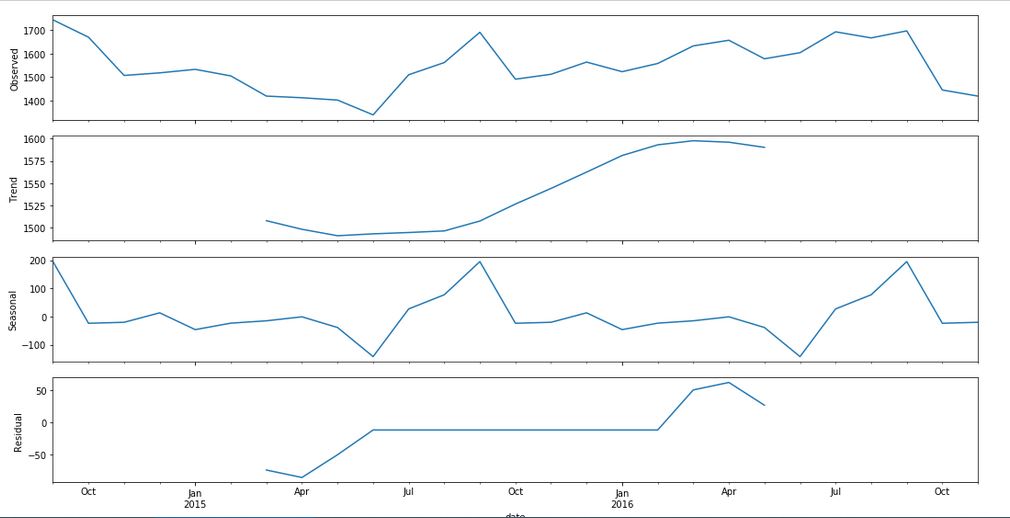 Observed
1700
1600
1500
1400
Trend
1600
1575
1550
1525
1500
Seasonal
200
100
0
−100
Residual
50
0
−50
Oct Jan Apr Jul Oct Jan Apr Jul Oct
2015 2016
date